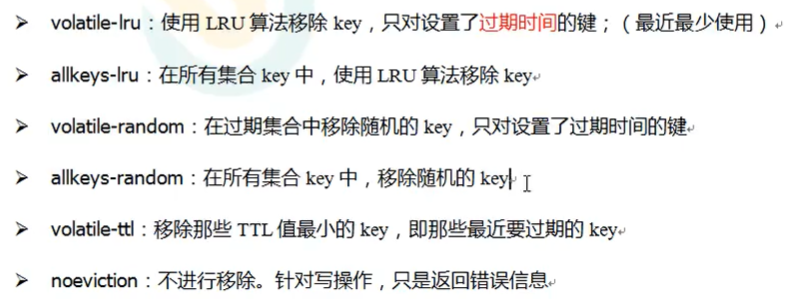 ➢ volatile-lru：使用 LRU 算法移除 key，只对设置了过期时间的键；（最近最少使用）
➢ allkeys-lru：在所有集合 key 中，使用 LRU 算法移除 key
➢ volatile-random：在过期集合中移除随机的 key，只对设置了过期时间的键
➢ allkeys-random：在所有集合 key 中，移除随机的 key
➢ volatile-ttl：移除那些 TTL 值最小的 key，即那些最近要过期的 key
➢ noeviction：不进行移除。针对写操作，只是返回错误信息